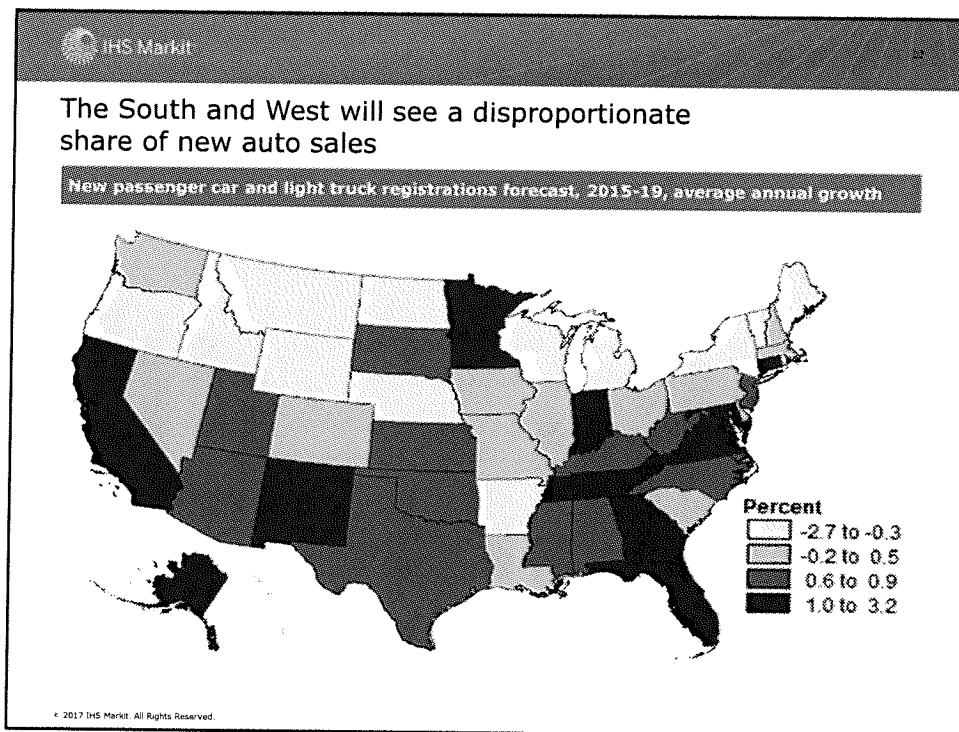 IHS Markit
The South and West will see a disproportionate
share of new auto sales
New passenger car and light truck registrations forecast, 2015-19, average annual growth
Percent
-2.7 to -0.3
-0.2 to 0.5
0.6 to 0.9
1.0 to 3.2
2017 IHS Markit. All Rights Reserved.